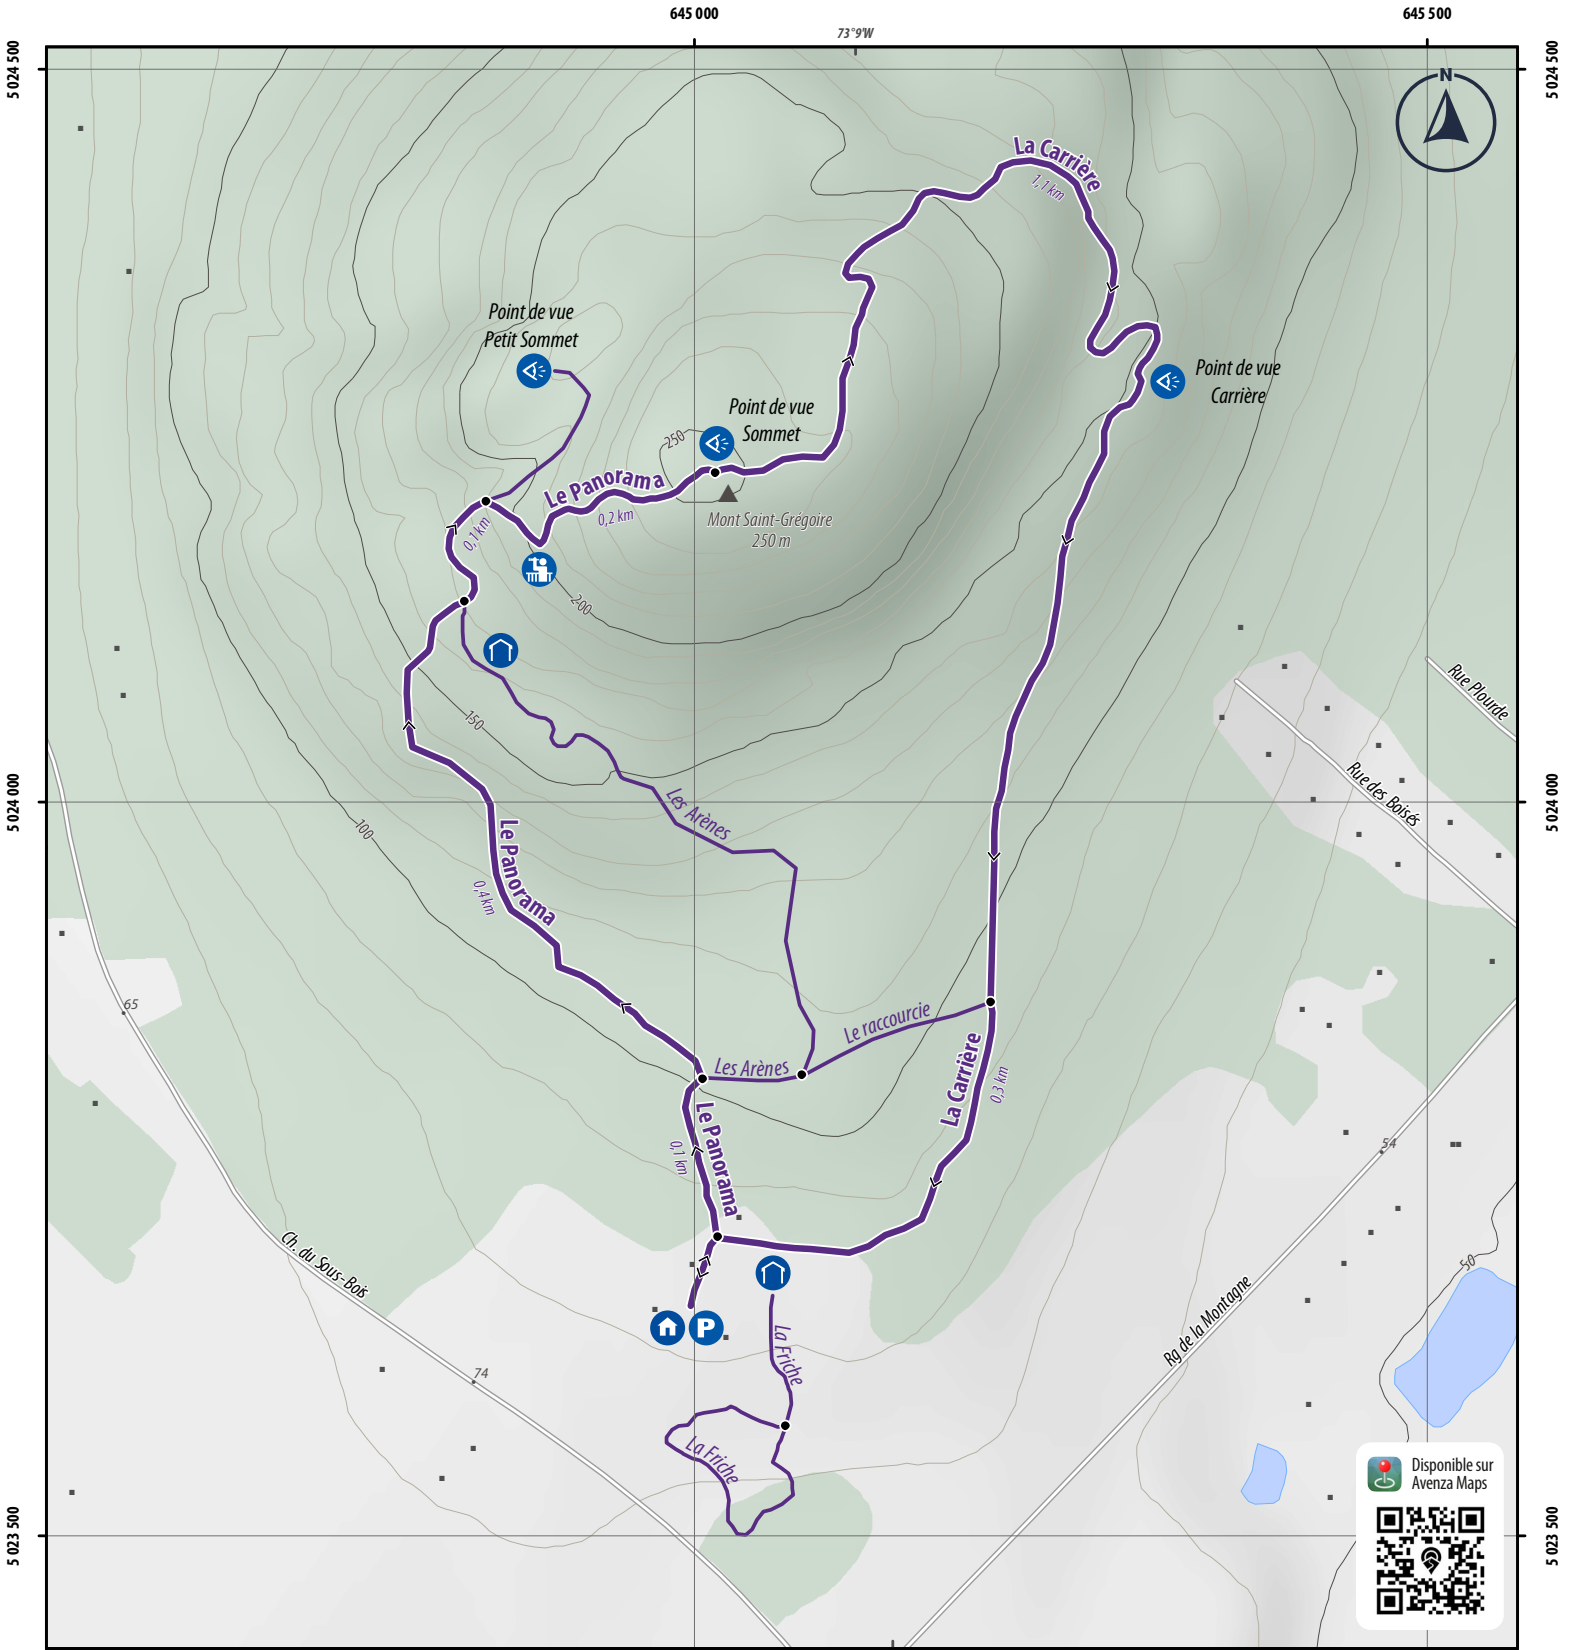 645 000
645 500
73°9'W
5 024 500
5 024 500
N
La Carrière
1,1 km
Point de vue
Petit Sommet
Point de vue
Carrière
Point de vue
Sommet
250
Le Panorama
0,2 km
Mont Saint-Grégoire
250 m
0,1 km
200
150
Rue Plourde
Rue des Boisés
5 024 000
5 024 000
Les Arènes
100
Le Panorama
0,4 km
65
Le raccourcie
Les Arènes
La Carrière
0,3 km
Le Panorama
0,1 km
54
Ch. du Sous-Bois
50
Rg de la Montagne
P
La Friche
74
La Friche
Disponible sur
Avenza Maps
5 023 500
5 023 500